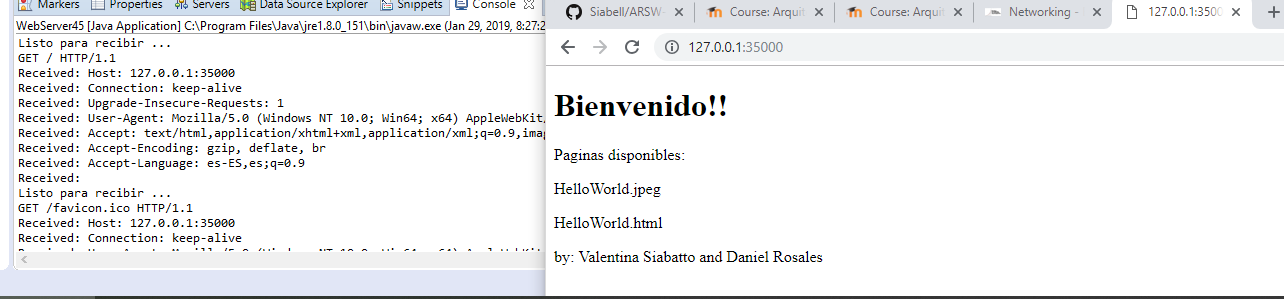 Markers Properties Servers Data Source Explorer Snippets Console
WebServer45 [Java Application] C:\Program Files\Java\jre1.8.0_151\bin\javaw.exe (Jan 29, 2019, 8:27:2
Listo para recibir ...
GET / HTTP/1.1
Received: Host: 127.0.0.1:35000
Received: Connection: keep-alive
Received: Upgrade-Insecure-Requests: 1
Received: User-Agent: Mozilla/5.0 (Windows NT 10.0; Win64; x64) AppleWebKit/
Received: Accept: text/html,application/xhtml+xml,application/xml;q=0.9,imag
Received: Accept-Encoding: gzip, deflate, br
Received: Accept-Language: es-ES,es;q=0.9
Received:
Listo para recibir ...
GET /favicon.ico HTTP/1.1
Received: Host: 127.0.0.1:35000
Received: Connection: keep-alive
Siabell/ARSW- Course: Arquit Course: Arquit Networking - 127.0.0.1:3500
127.0.0.1:35000
Bienvenido!!
Paginas disponibles:
HelloWorld.jpeg
HelloWorld.html
by: Valentina Siabatto and Daniel Rosales